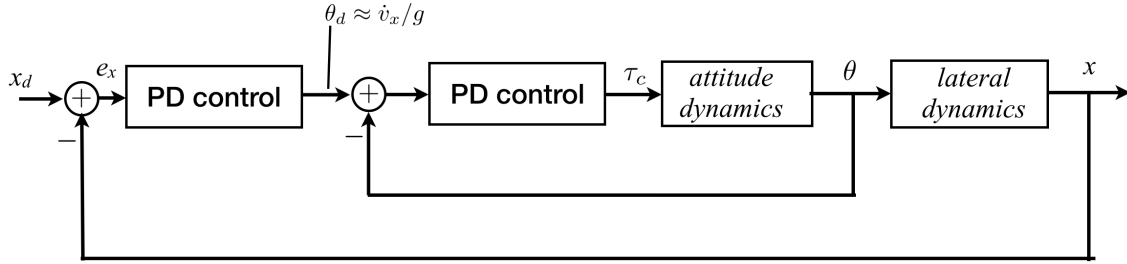 θ_d ≈ v̇_x/g
x_d
+
−
e_x
PD control
+
−
PD control
τ_c
attitude
dynamics
θ
lateral
dynamics
x